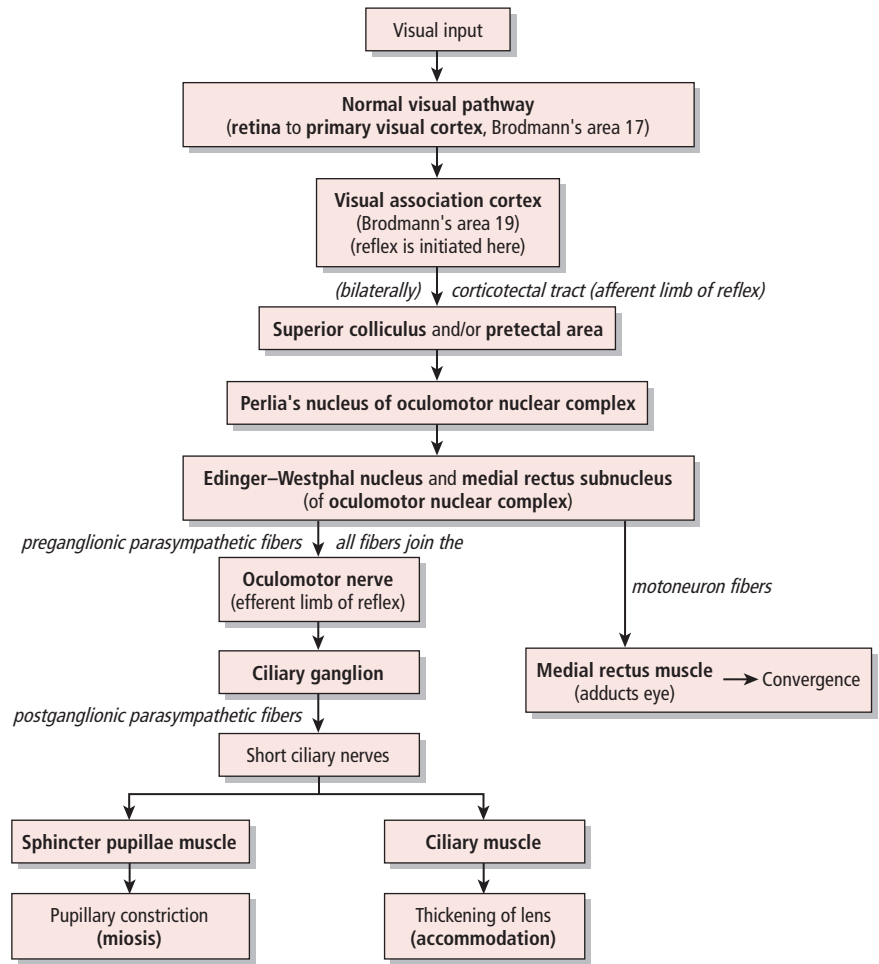 Visual input
Normal visual pathway
(retina to primary visual cortex, Brodmann's area 17)
Visual association cortex
(Brodmann's area 19)
(reflex is initiated here)
(bilaterally) corticotectal tract (afferent limb of reflex)
Superior colliculus and/or pretectal area
Perlia's nucleus of oculomotor nuclear complex
Edinger–Westphal nucleus and medial rectus subnucleus
(of oculomotor nuclear complex)
preganglionic parasympathetic fibers all fibers join the
Oculomotor nerve
(efferent limb of reflex)
motoneuron fibers
Ciliary ganglion
Medial rectus muscle
(adducts eye)
Convergence
postganglionic parasympathetic fibers
Short ciliary nerves
Sphincter pupillae muscle
Ciliary muscle
Pupillary constriction
(miosis)
Thickening of lens
(accommodation)